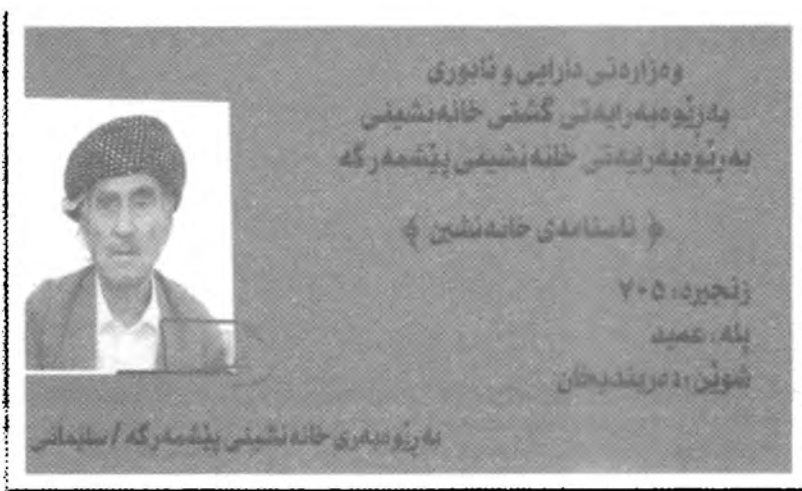 وەزارەتی دارایی و ئابوری
بەڕێوەبەرایەتی گشتی خانەنشینی
بەڕێوەبەرایەتی خانەنشینی پێشمەرگە
﴿ ناسنامەی خانەنشین ﴾
زنجیرە: ٧٠٥
پلە: عمید
شوێن: دەربندیخان
بەڕێوەبەری خانەنشینی پێشمەرگە / سلێمانی